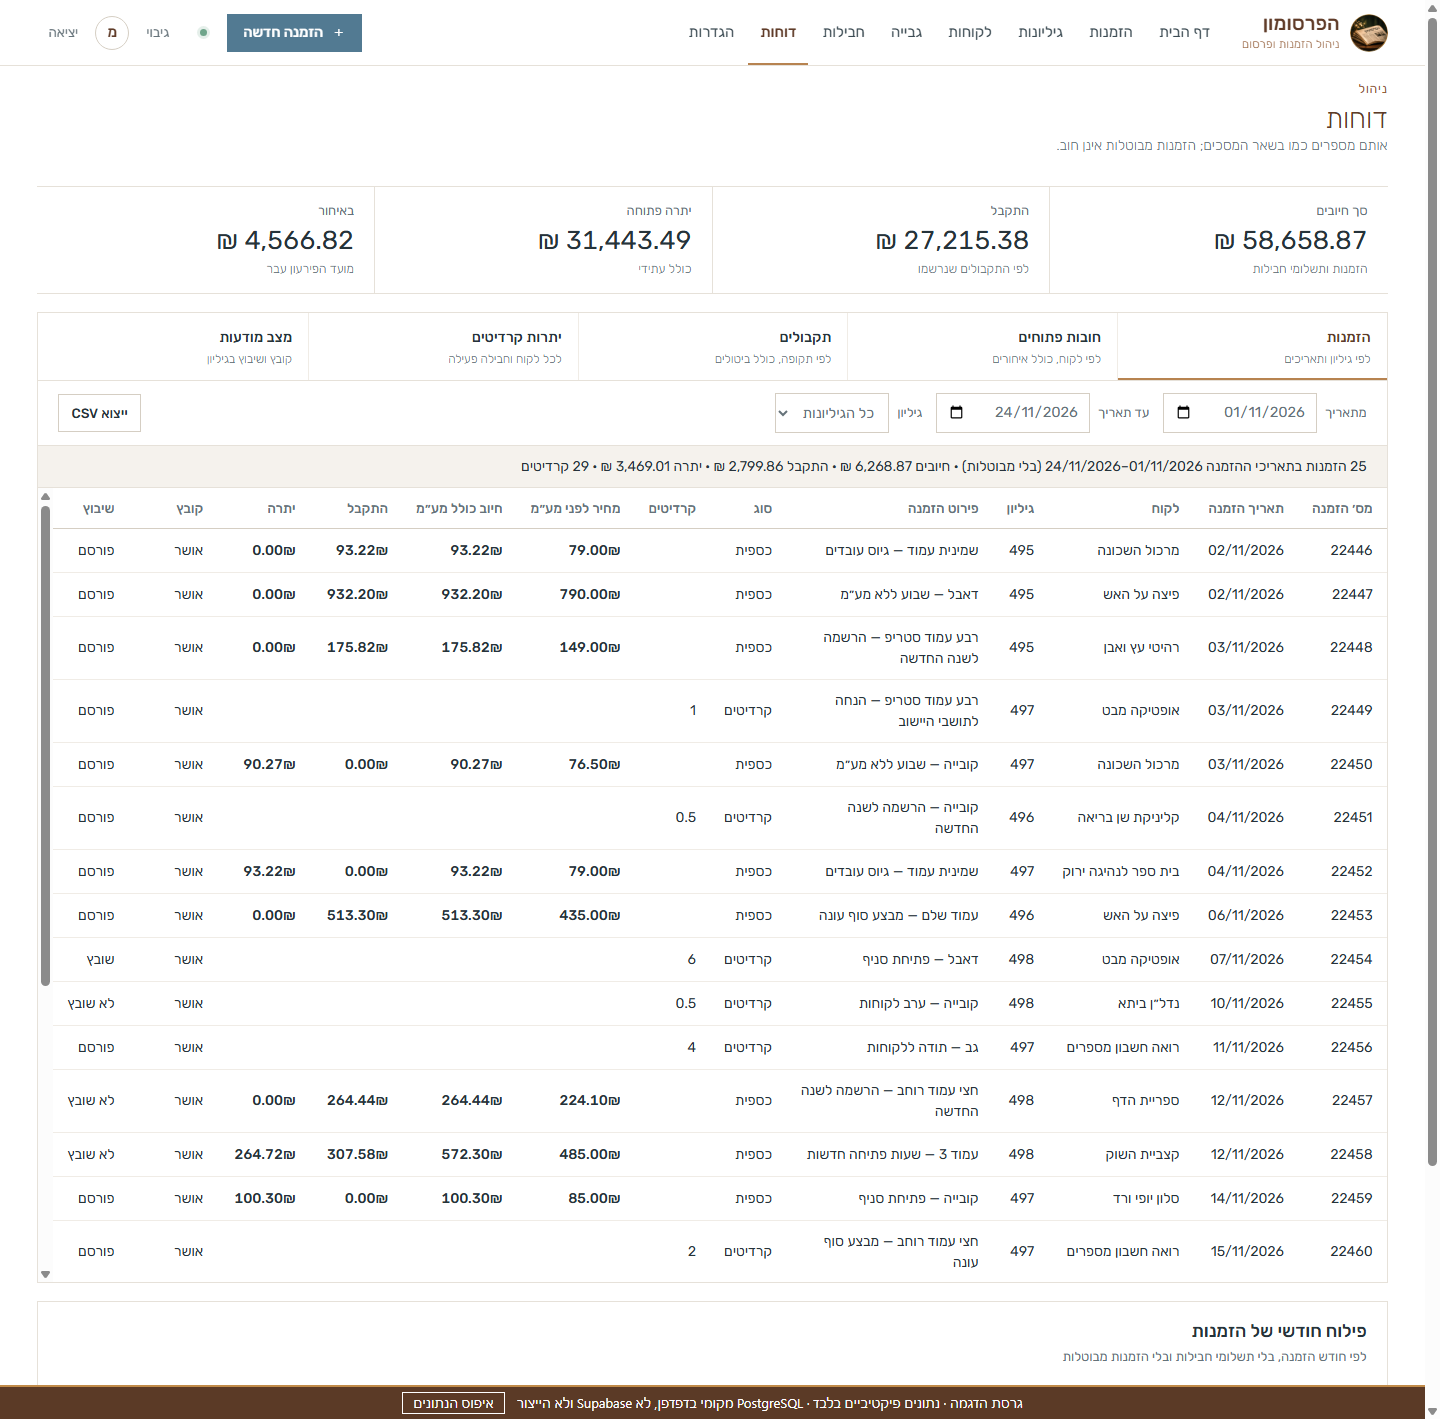 הפרסומון
ניהול הזמנות ופרסום
דף הבית
הזמנות
גיליונות
לקוחות
גבייה
חבילות
דוחות
הגדרות
+ הזמנה חדשה
גיבוי
מ
יציאה
ניהול
דוחות
אותם מספרים כמו בשאר המסכים; הזמנות מבוטלות אינן חוב.
סך חיובים
58,658.87 ₪
הזמנות ותשלומי חבילות
התקבל
27,215.38 ₪
לפי התקבולים שנרשמו
יתרה פתוחה
31,443.49 ₪
כולל עתידי
באיחור
4,566.82 ₪
מועד הפירעון עבר
הזמנות
לפי גיליון ותאריכים
חובות פתוחים
לפי לקוח, כולל איחורים
תקבולים
לפי תקופה, כולל ביטולים
יתרות קרדיטים
לכל לקוח וחבילה פעילה
מצב מודעות
קובץ ושיבוץ בגיליון
מתאריך 01/11/2026 עד תאריך 24/11/2026 גיליון כל הגיליונות ייצוא CSV
25 הזמנות בתאריכי ההזמנה 01/11/2026–24/11/2026 (בלי מבוטלות) • חיובים 6,268.87 ₪ • התקבל 2,799.86 ₪ • יתרה 3,469.01 ₪ • 29 קרדיטים
מס׳ הזמנה תאריך הזמנה לקוח גיליון פירוט הזמנה סוג קרדיטים מחיר לפני מע״מ חיוב כולל מע״מ התקבל יתרה קובץ שיבוץ
22446 02/11/2026 מרכול השכונה 495 שמינית עמוד — גיוס עובדים כספית ₪79.00 ₪93.22 ₪93.22 ₪0.00 אושר פורסם
22447 02/11/2026 פיצה על האש 495 דאבל — שבוע ללא מע״מ כספית ₪790.00 ₪932.20 ₪932.20 ₪0.00 אושר פורסם
22448 03/11/2026 רהיטי עץ ואבן 495 רבע עמוד סטריפ — הרשמה לשנה החדשה כספית ₪149.00 ₪175.82 ₪175.82 ₪0.00 אושר פורסם
22449 03/11/2026 אופטיקה מבט 497 רבע עמוד סטריפ — הנחה לתושבי היישוב קרדיטים 1 אושר פורסם
22450 03/11/2026 מרכול השכונה 497 קובייה — שבוע ללא מע״מ כספית ₪76.50 ₪90.27 ₪0.00 ₪90.27 אושר פורסם
22451 04/11/2026 קליניקת שן בריאה 496 קובייה — הרשמה לשנה החדשה קרדיטים 0.5 אושר פורסם
22452 04/11/2026 בית ספר לנהיגה ירוק 497 שמינית עמוד — גיוס עובדים כספית ₪79.00 ₪93.22 ₪0.00 ₪93.22 אושר פורסם
22453 06/11/2026 פיצה על האש 496 עמוד שלם — מבצע סוף עונה כספית ₪435.00 ₪513.30 ₪513.30 ₪0.00 אושר פורסם
22454 07/11/2026 אופטיקה מבט 498 דאבל — פתיחת סניף קרדיטים 6 אושר שובץ
22455 10/11/2026 נדל״ן ביתא 498 קובייה — ערב לקוחות קרדיטים 0.5 אושר לא שובץ
22456 11/11/2026 רואה חשבון מספרים 497 גב — תודה ללקוחות קרדיטים 4 אושר פורסם
22457 12/11/2026 ספריית הדף 498 חצי עמוד רוחב — הרשמה לשנה החדשה כספית ₪224.10 ₪264.44 ₪264.44 ₪0.00 אושר לא שובץ
22458 12/11/2026 קצביית השוק 498 עמוד 3 — שעות פתיחה חדשות כספית ₪485.00 ₪572.30 ₪307.58 ₪264.72 אושר לא שובץ
22459 14/11/2026 סלון יופי ורד 497 קובייה — פתיחת סניף כספית ₪85.00 ₪100.30 ₪0.00 ₪100.30 אושר פורסם
22460 15/11/2026 רואה חשבון מספרים 497 חצי עמוד רוחב — מבצע סוף עונה קרדיטים 2 אושר פורסם
פילוח חודשי של הזמנות
לפי חודש הזמנה, בלי תשלומי חבילות ובלי הזמנות מבוטלות
גרסת הדגמה · נתונים פיקטיביים בלבד · PostgreSQL מקומי בדפדפן, לא Supabase ולא הייצור איפוס הנתונים